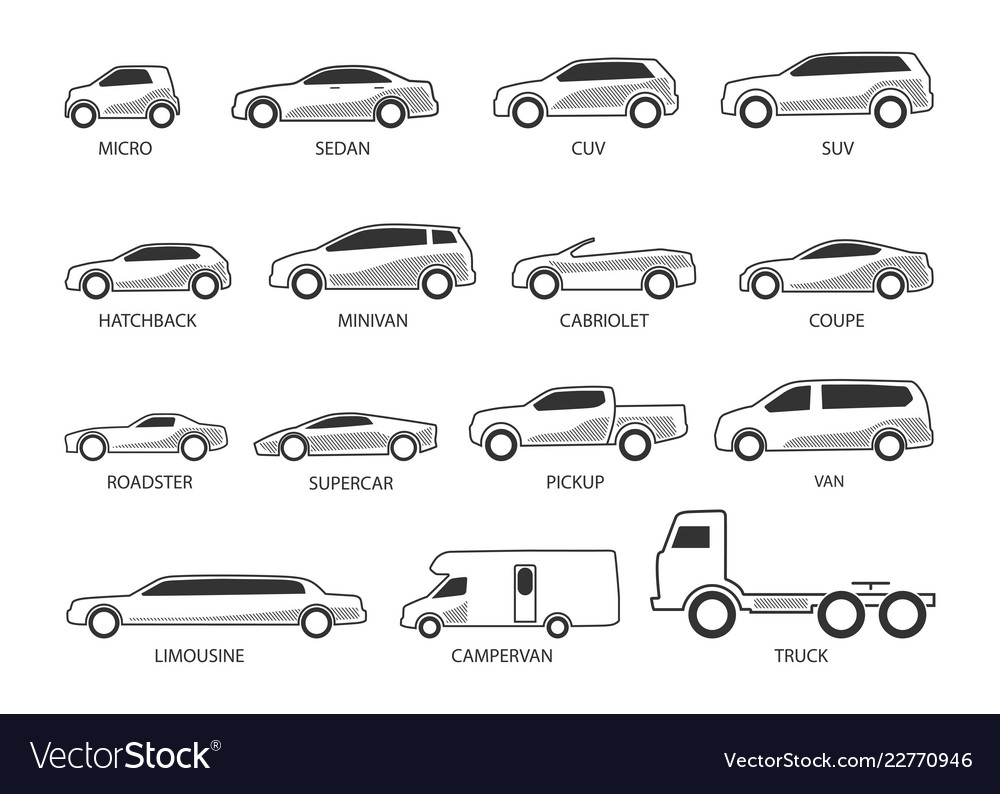 MICRO
SEDAN
CUV
SUV
HATCHBACK
MINIVAN
CABRIOLET
COUPE
ROADSTER
SUPERCAR
PICKUP
VAN
LIMOUSINE
CAMPERVAN
TRUCK
VectorStock®
VectorStock.com/22770946